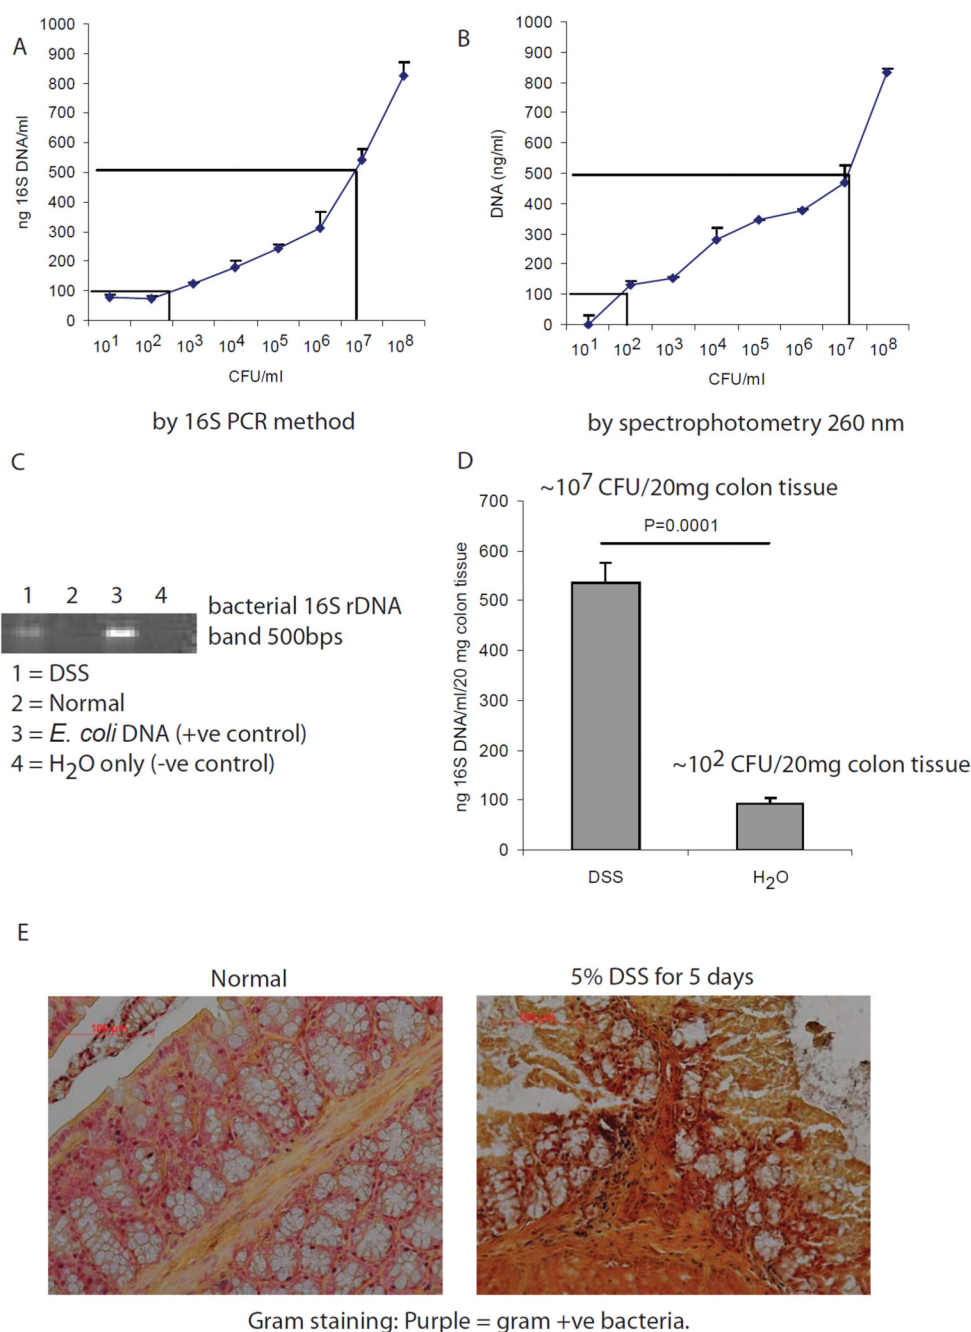 A
1000
900
800
700
600
500
400
300
200
100
0
ng 16S DNA/ml
10¹ 10² 10³ 10⁴ 10⁵ 10⁶ 10⁷ 10⁸
CFU/ml
by 16S PCR method
B
1000
900
800
700
600
500
400
300
200
100
0
DNA (ng/ml)
10¹ 10² 10³ 10⁴ 10⁵ 10⁶ 10⁷ 10⁸
CFU/ml
by spectrophotometry 260 nm
C
1 2 3 4
bacterial 16S rDNA
band 500bps
1 = DSS
2 = Normal
3 = E. coli DNA (+ve control)
4 = H₂O only (-ve control)
D
~10⁷ CFU/20mg colon tissue
P=0.0001
700
600
500
400
300
200
100
0
ng 16S DNA/ml/20 mg colon tissue
~10² CFU/20mg colon tissue
DSS H₂O
E
Normal
5% DSS for 5 days
100 µm
100 µm
Gram staining: Purple = gram +ve bacteria.